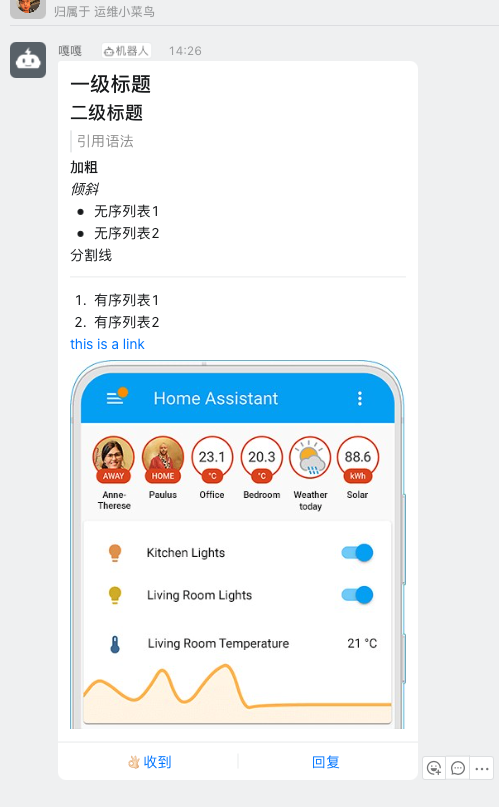 归属于 运维小菜鸟
嘎嘎 机器人 14:26
一级标题
二级标题
引用语法
加粗
倾斜
• 无序列表1
• 无序列表2
分割线
1. 有序列表1
2. 有序列表2
this is a link
Home Assistant
23.1 20.3 88.6
AWAY HOME °C °C kWh
Anne-Therese Paulus Office Bedroom Weather today Solar
Kitchen Lights
Living Room Lights
Living Room Temperature 21 °C
👌🏻收到 回复